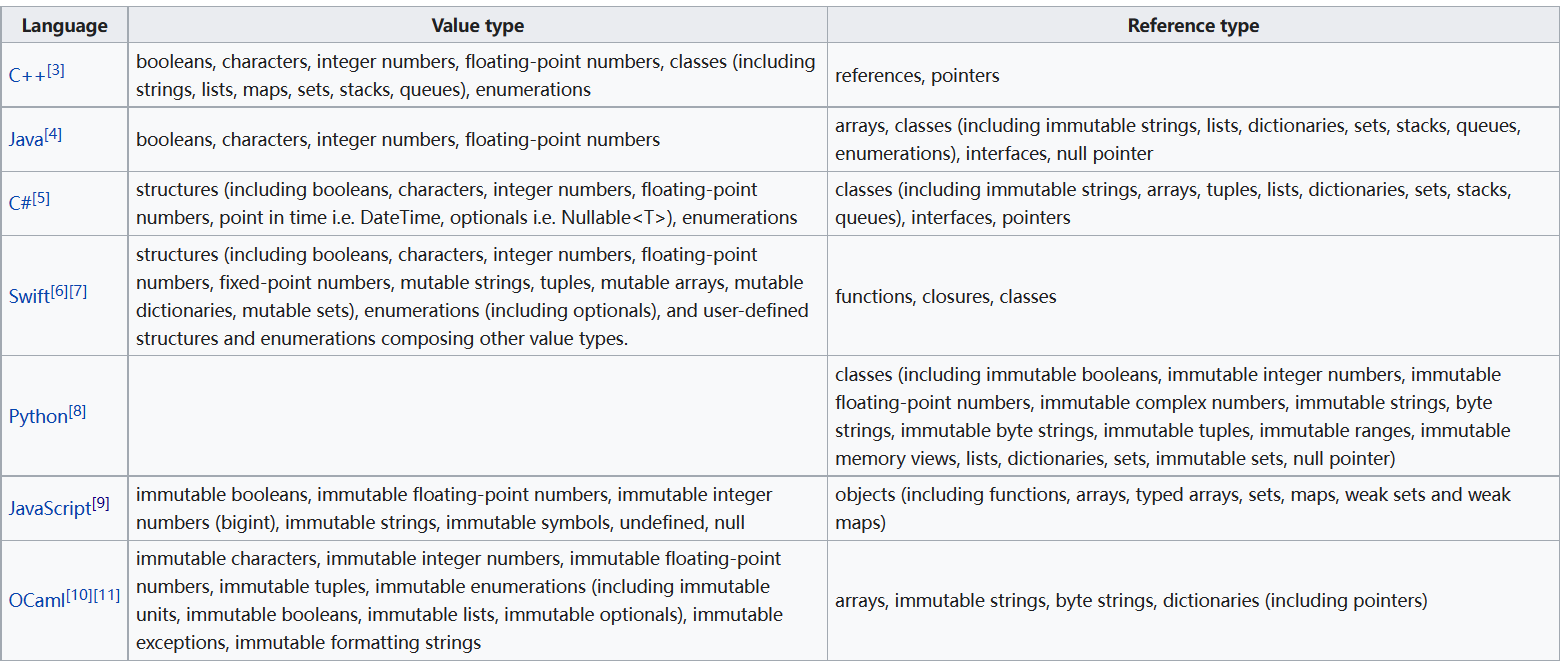 Language Value type Reference type
C++[3]
booleans, characters, integer numbers, floating-point numbers, classes (including
strings, lists, maps, sets, stacks, queues), enumerations
references, pointers
Java[4]
booleans, characters, integer numbers, floating-point numbers
arrays, classes (including immutable strings, lists, dictionaries, sets, stacks, queues,
enumerations), interfaces, null pointer
C#[5]
structures (including booleans, characters, integer numbers, floating-point
numbers, point in time i.e. DateTime, optionals i.e. Nullable<T>), enumerations
classes (including immutable strings, arrays, tuples, lists, dictionaries, sets, stacks,
queues), interfaces, pointers
Swift[6][7]
structures (including booleans, characters, integer numbers, floating-point
numbers, fixed-point numbers, mutable strings, tuples, mutable arrays, mutable
dictionaries, mutable sets), enumerations (including optionals), and user-defined
structures and enumerations composing other value types.
functions, closures, classes
Python[8]
classes (including immutable booleans, immutable integer numbers, immutable
floating-point numbers, immutable complex numbers, immutable strings, byte
strings, immutable byte strings, immutable tuples, immutable ranges, immutable
memory views, lists, dictionaries, sets, immutable sets, null pointer)
JavaScript[9]
immutable booleans, immutable floating-point numbers, immutable integer
numbers (bigint), immutable strings, immutable symbols, undefined, null
objects (including functions, arrays, typed arrays, sets, maps, weak sets and weak
maps)
OCaml[10][11]
immutable characters, immutable integer numbers, immutable floating-point
numbers, immutable tuples, immutable enumerations (including immutable
units, immutable booleans, immutable lists, immutable optionals), immutable
exceptions, immutable formatting strings
arrays, immutable strings, byte strings, dictionaries (including pointers)